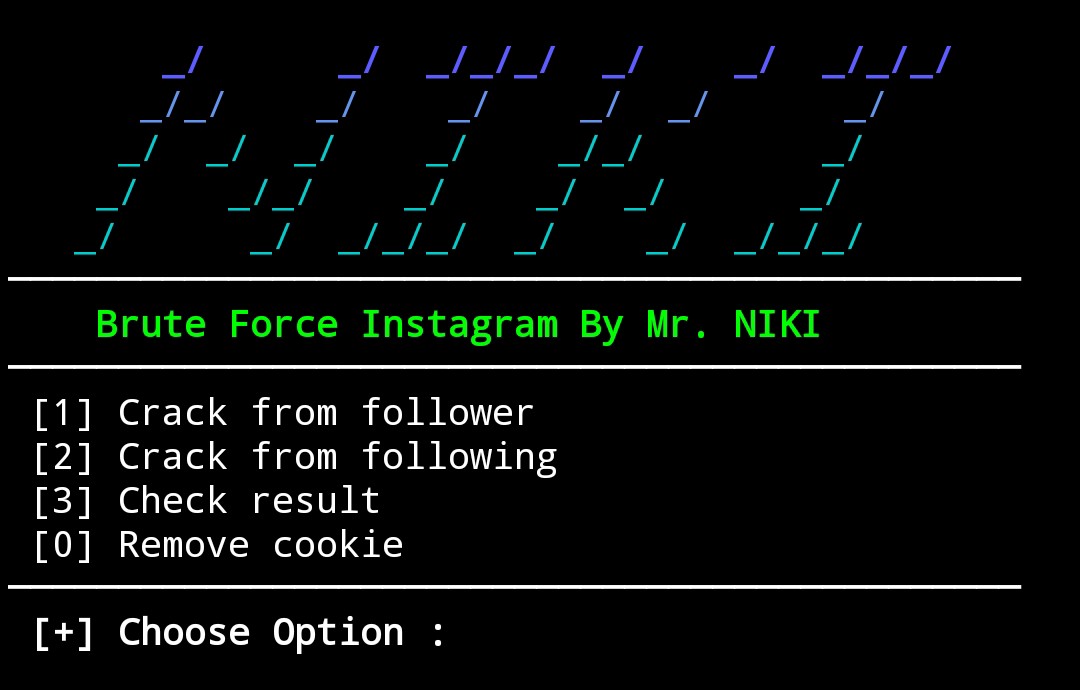 NIKI
Brute Force Instagram By Mr. NIKI
[1] Crack from follower
[2] Crack from following
[3] Check result
[0] Remove cookie
[+] Choose Option :